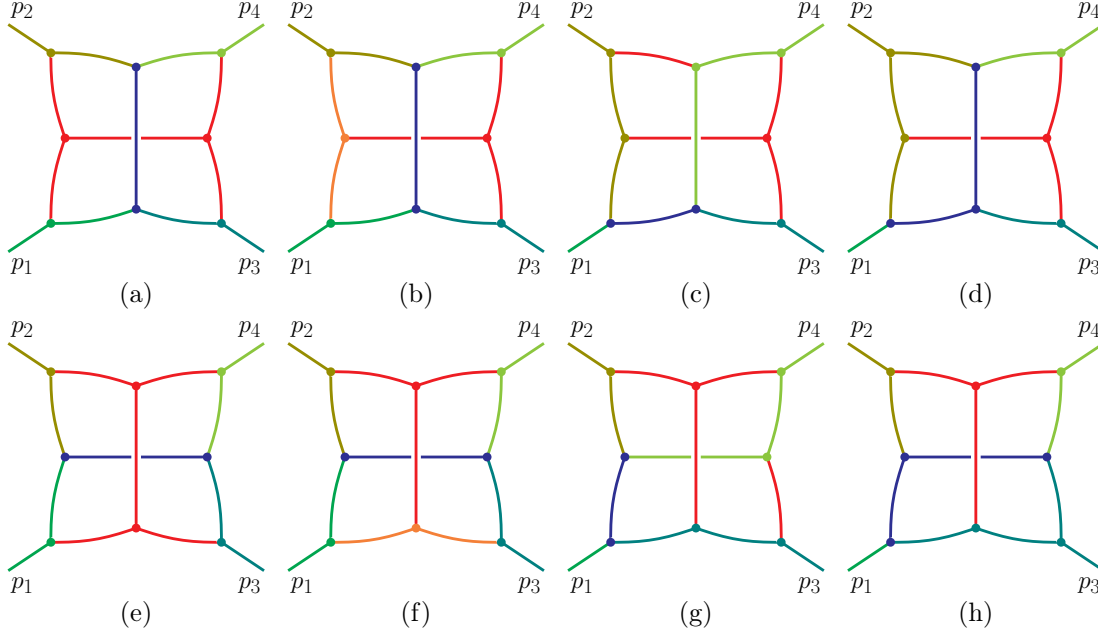 p₂ p₄ p₂ p₄ p₂ p₄ p₂ p₄
p₁ p₃ p₁ p₃ p₁ p₃ p₁ p₃
(a) (b) (c) (d)
p₂ p₄ p₂ p₄ p₂ p₄ p₂ p₄
p₁ p₃ p₁ p₃ p₁ p₃ p₁ p₃
(e) (f) (g) (h)